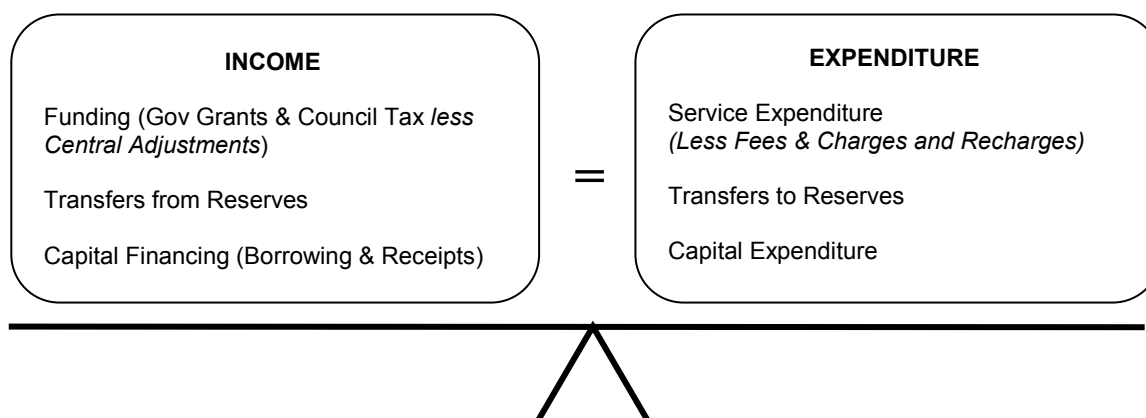 INCOME
Funding (Gov Grants & Council Tax less
Central Adjustments)
Transfers from Reserves
Capital Financing (Borrowing & Receipts)
=
EXPENDITURE
Service Expenditure
(Less Fees & Charges and Recharges)
Transfers to Reserves
Capital Expenditure